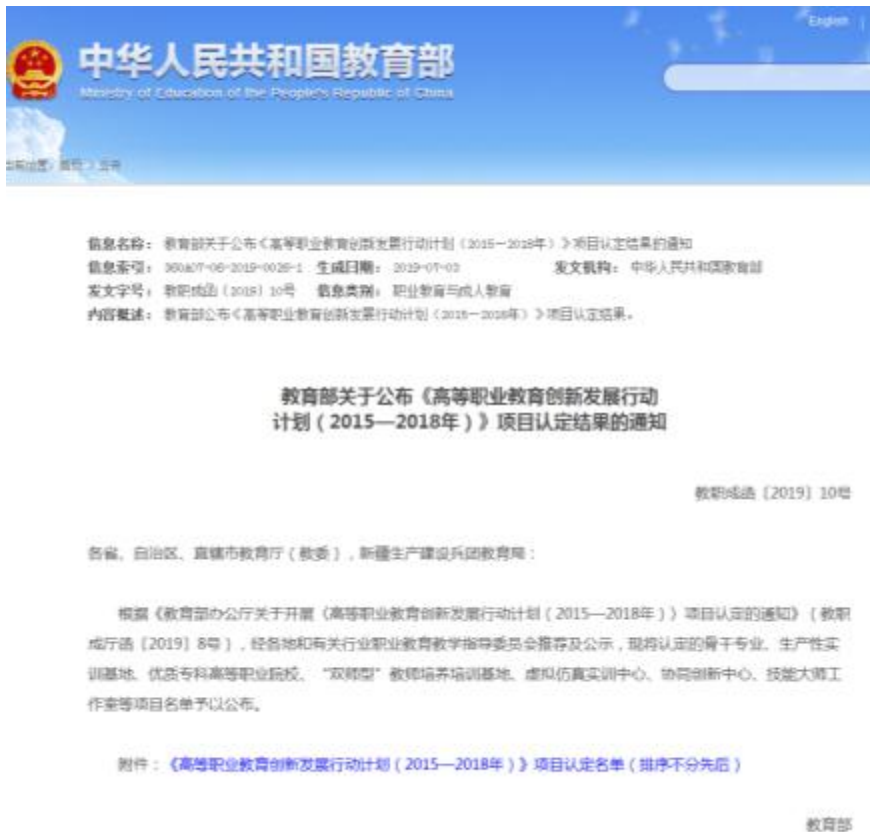 English
中华人民共和国教育部
Ministry of Education of the People's Republic of China
当前位置: 首页 > 公告
信息名称： 教育部关于公布《高等职业教育创新发展行动计划（2015－2018年）》项目认定结果的通知
信息索引： 360A07-06-2019-0026-1 生成日期： 2019-07-03 发文机构： 中华人民共和国教育部
发文字号： 教职成函〔2019〕10号 信息类别： 职业教育与成人教育
内容概述： 教育部公布《高等职业教育创新发展行动计划（2015－2018年）》项目认定结果。
教育部关于公布《高等职业教育创新发展行动
计划（2015—2018年）》项目认定结果的通知
教职成函〔2019〕10号
各省、自治区、直辖市教育厅（教委），新疆生产建设兵团教育局：
根据《教育部办公厅关于开展〈高等职业教育创新发展行动计划（2015—2018年）〉项目认定的通知》（教职
成厅函〔2019〕8号），经各地和有关行业职业教育教学指导委员会推荐及公示，现将认定的骨干专业、生产性实
训基地、优质专科高等职业院校、“双师型”教师培养培训基地、虚拟仿真实训中心、协同创新中心、技能大师工
作室等项目名单予以公布。
附件：《高等职业教育创新发展行动计划（2015—2018年）》项目认定名单（排序不分先后）
教育部